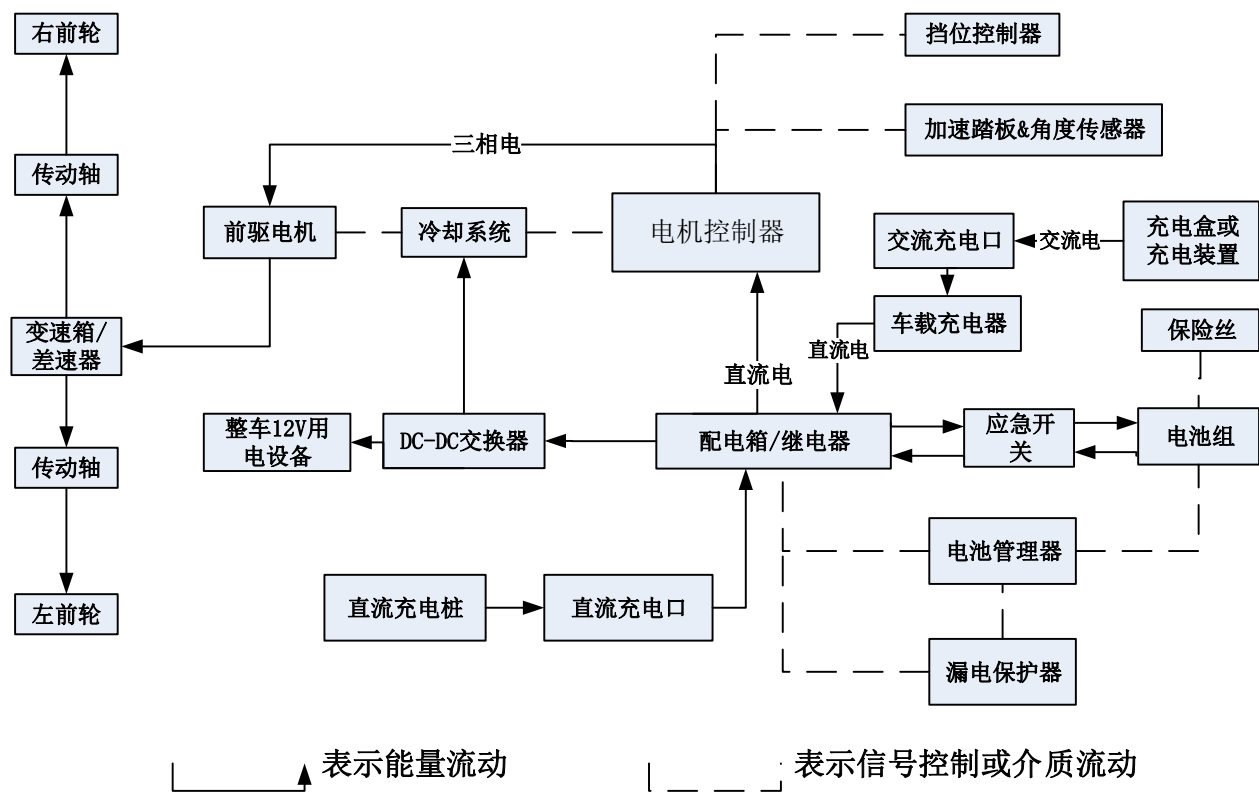 右前轮
挡位控制器
加速踏板&角度传感器
三相电
传动轴
前驱电机
冷却系统
电机控制器
交流充电口
交流电
充电盒或
充电装置
车载充电器
保险丝
变速箱/
差速器
直流电
直流电
整车12V用
电设备
DC-DC交换器
配电箱/继电器
应急开
关
电池组
传动轴
电池管理器
直流充电桩
直流充电口
左前轮
漏电保护器
表示能量流动
表示信号控制或介质流动